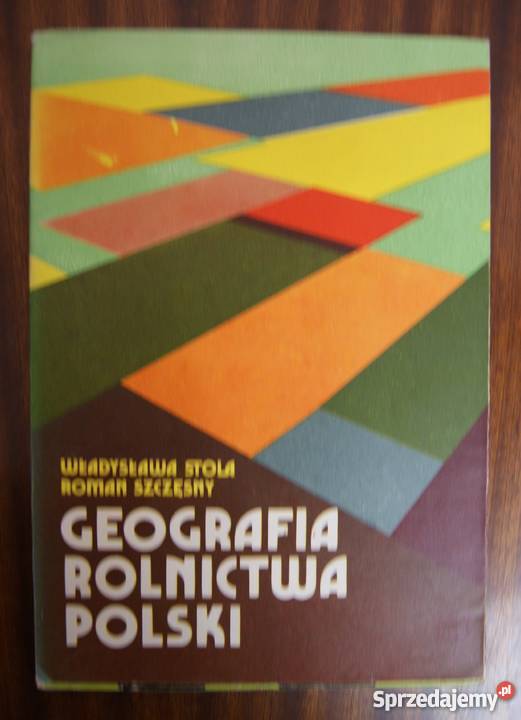 WŁADYSŁAWA STOLA
ROMAN SZCZĘSNY
GEOGRAFIA
ROLNICTWA
POLSKI
Sprzedajemy.pl